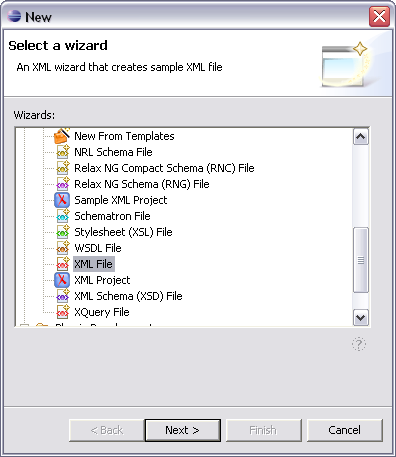 New
Select a wizard
An XML wizard that creates sample XML file
Wizards:
New From Templates
NRL Schema File
Relax NG Compact Schema (RNC) File
Relax NG Schema (RNG) File
Sample XML Project
Schematron File
Stylesheet (XSL) File
WSDL File
XML File
XML Project
XML Schema (XSD) File
XQuery File
< Back
Next >
Finish
Cancel